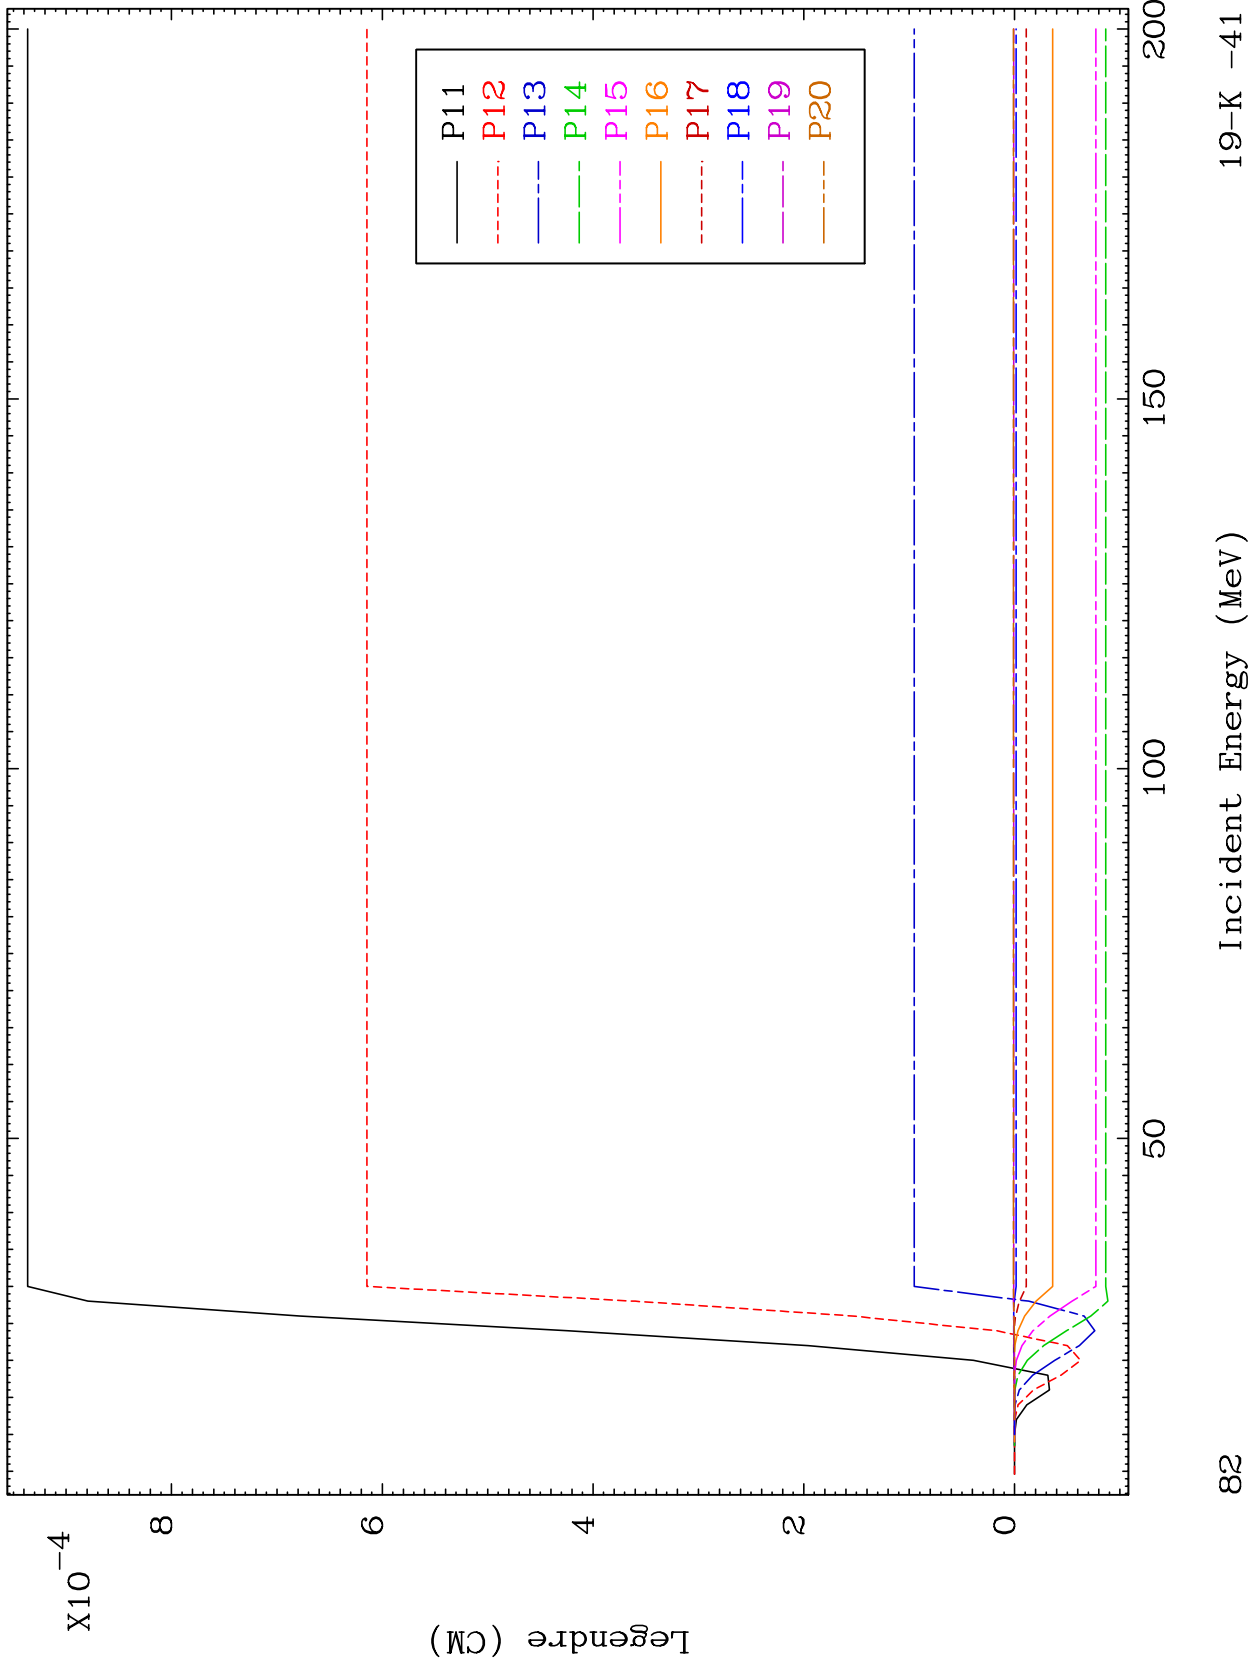 X10^-4
8
6
4
2
0
Legendre (CM)
P11
P12
P13
P14
P15
P16
P17
P18
P19
P20
50
100
150
200
82
Incident Energy (MeV)
19-K -41